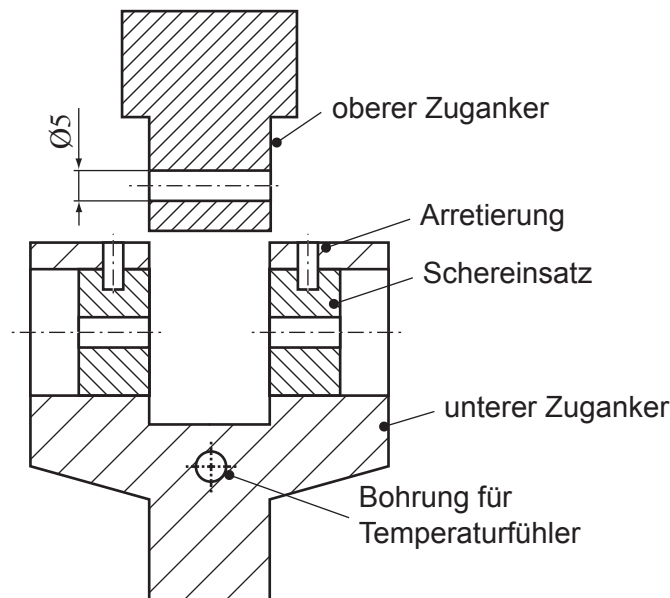 oberer Zuganker
Ø5
Arretierung
Schereinsatz
unterer Zuganker
Bohrung für
Temperaturfühler